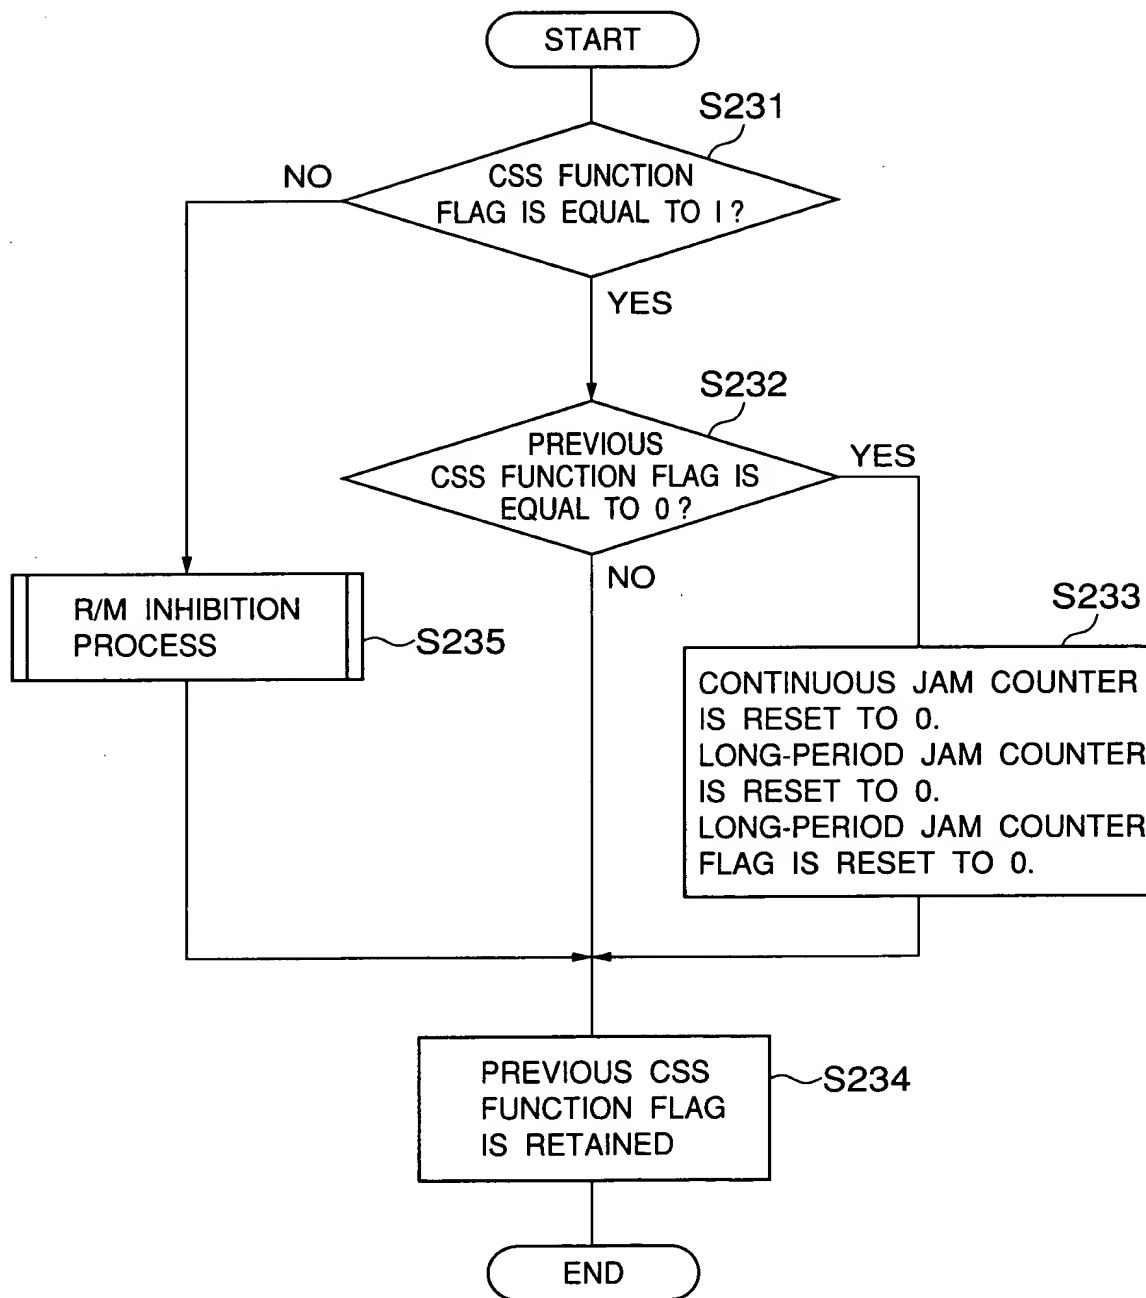 START
S231
NO
CSS FUNCTION
FLAG IS EQUAL TO 1?
YES
S232
PREVIOUS
CSS FUNCTION FLAG IS
EQUAL TO 0?
YES
NO
S233
R/M INHIBITION
PROCESS
S235
CONTINUOUS JAM COUNTER
IS RESET TO 0.
LONG-PERIOD JAM COUNTER
IS RESET TO 0.
LONG-PERIOD JAM COUNTER
FLAG IS RESET TO 0.
PREVIOUS CSS
FUNCTION FLAG
IS RETAINED
S234
END